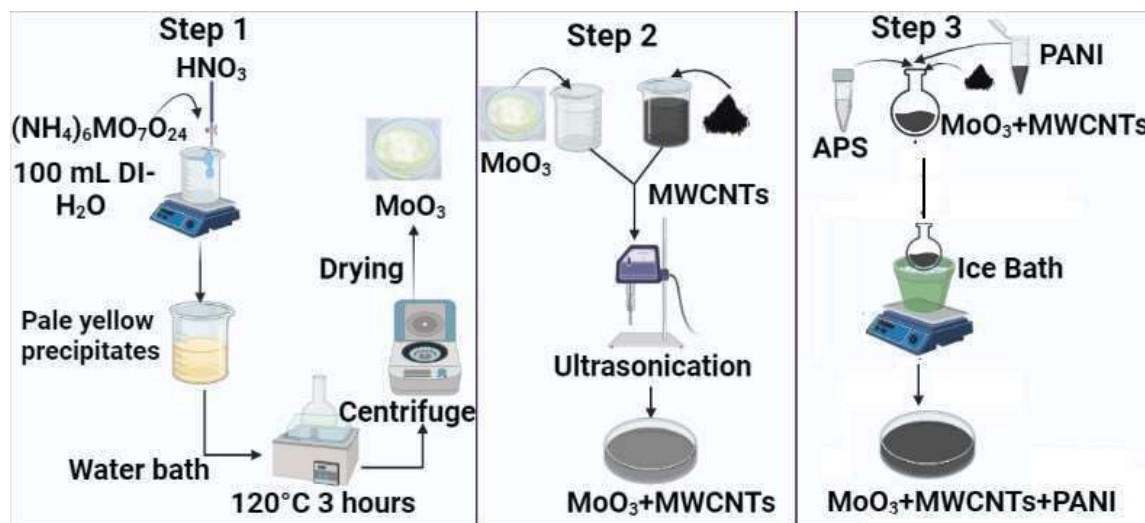 Step 1
HNO₃
(NH₄)₆MO₇O₂₄
100 mL DI-
H₂O
Pale yellow
precipitates
Water bath
120°C 3 hours
Centrifuge
Drying
MoO₃
Step 2
MoO₃
MWCNTs
Ultrasonication
MoO₃+MWCNTs
Step 3
PANI
APS
MoO₃+MWCNTs
Ice Bath
MoO₃+MWCNTs+PANI